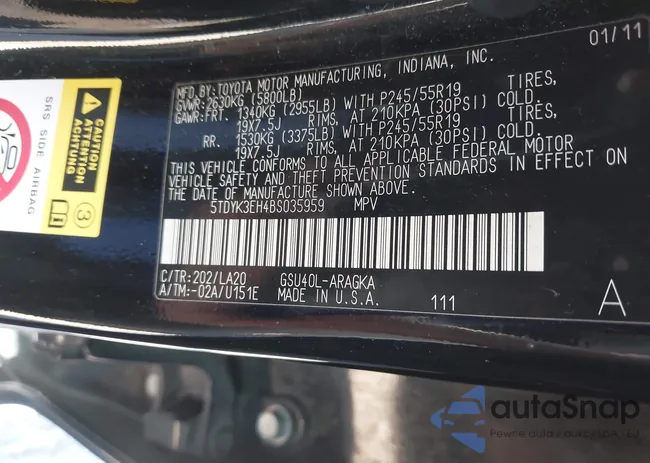 01/11
MFD.BY: TOYOTA MOTOR MANUFACTURING, INDIANA, INC.
GVWR: 2630KG (5800LB)
GAWR:FRT. 1340KG (2955LB) WITH P245/55R19 TIRES,
19X7.5J RIMS, AT 210KPA (30PSI) COLD.
RR. 1530KG (3375LB) WITH P245/55R19 TIRES,
19X7.5J RIMS, AT 210KPA (30PSI) COLD.
THIS VEHICLE CONFORMS TO ALL APPLICABLE FEDERAL MOTOR
VEHICLE SAFETY AND THEFT PREVENTION STANDARDS IN EFFECT ON
THE DATE OF MANUFACTURE SHOWN ABOVE.
5TDYK3EH4BS035959 MPV
C/TR:202/LA20 GSU40L-ARAGKA
A/TM:-02A/U151E MADE IN U.S.A. 111 A
CAUTION
ATTENTION
SRS SIDE AIRBAG
3
autaSnap